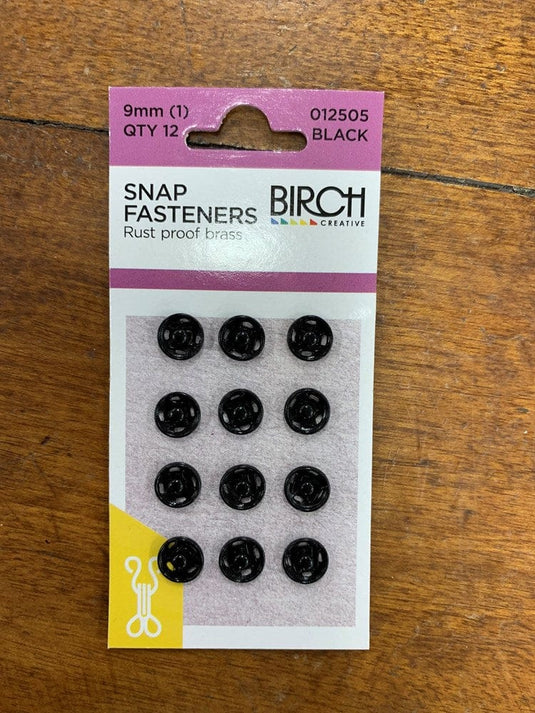 9mm (1) 012505
QTY 12 BLACK
SNAP
FASTENERS
Rust proof brass
BIRCH
CREATIVE